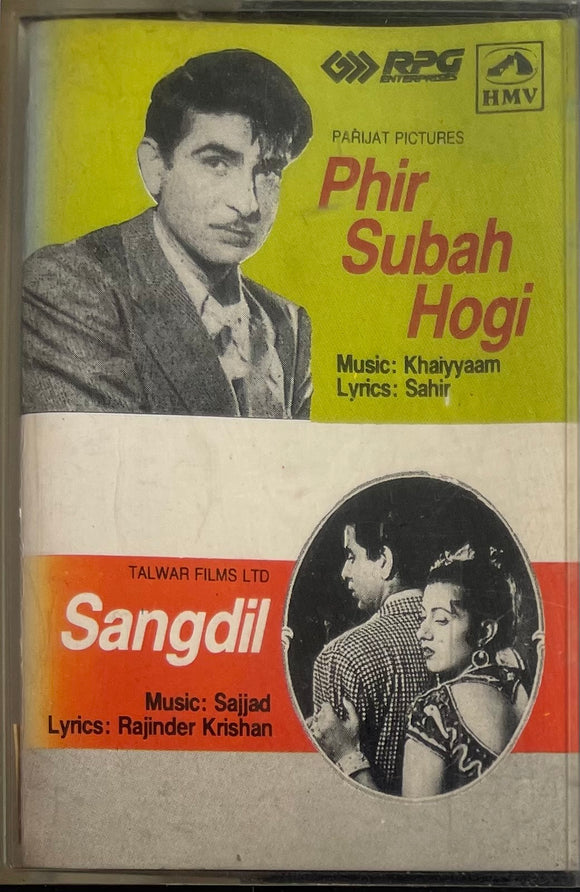 RPG
ENTERPRISES
HMV
PARIJAT PICTURES
Phir
Subah
Hogi
Music: Khaiyyaam
Lyrics: Sahir
TALWAR FILMS LTD
Sangdil
Music: Sajjad
Lyrics: Rajinder Krishan